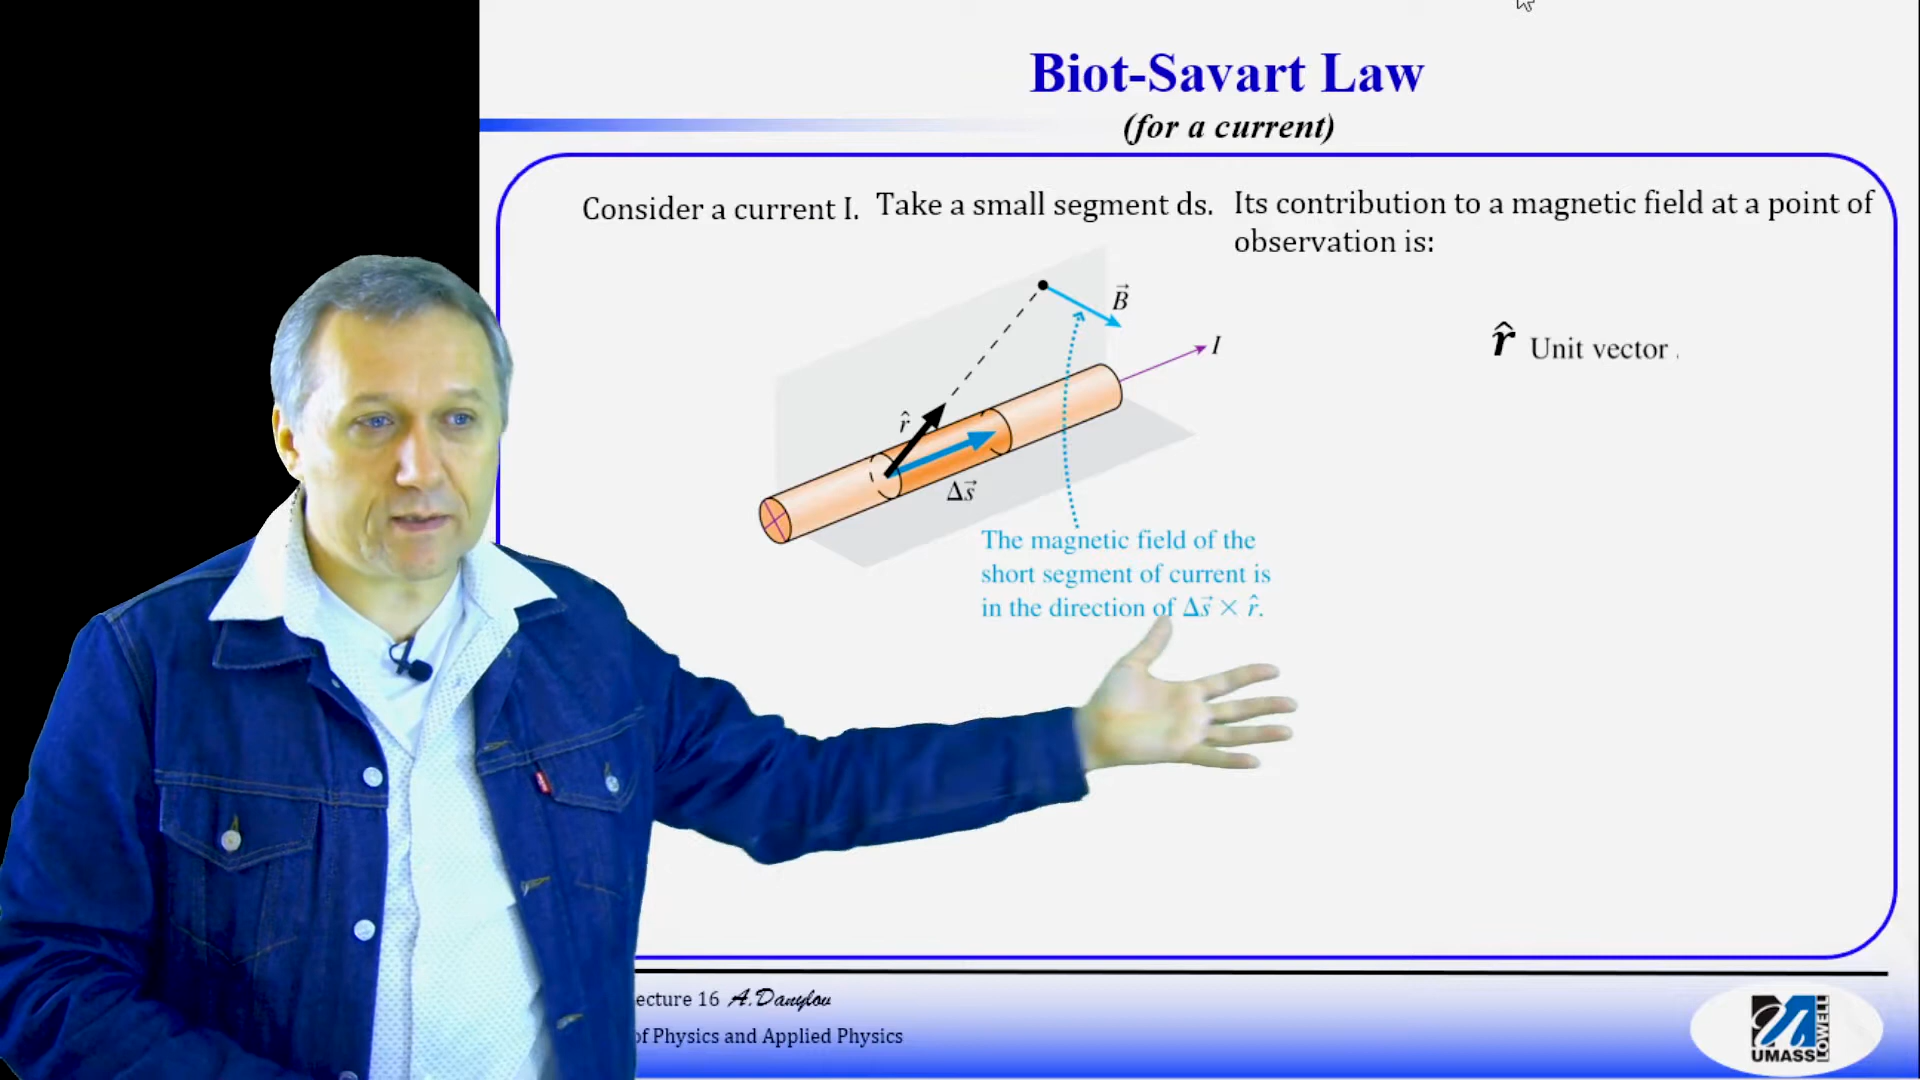 Biot-Savart Law
(for a current)
Consider a current I. Take a small segment ds. Its contribution to a magnetic field at a point of
observation is:
B⃗
I
r̂ Unit vector
r̂
Δs⃗
The magnetic field of the
short segment of current is
in the direction of Δs⃗ × r̂.
ecture 16 A.Danylov
of Physics and Applied Physics
UMASS
LOWELL